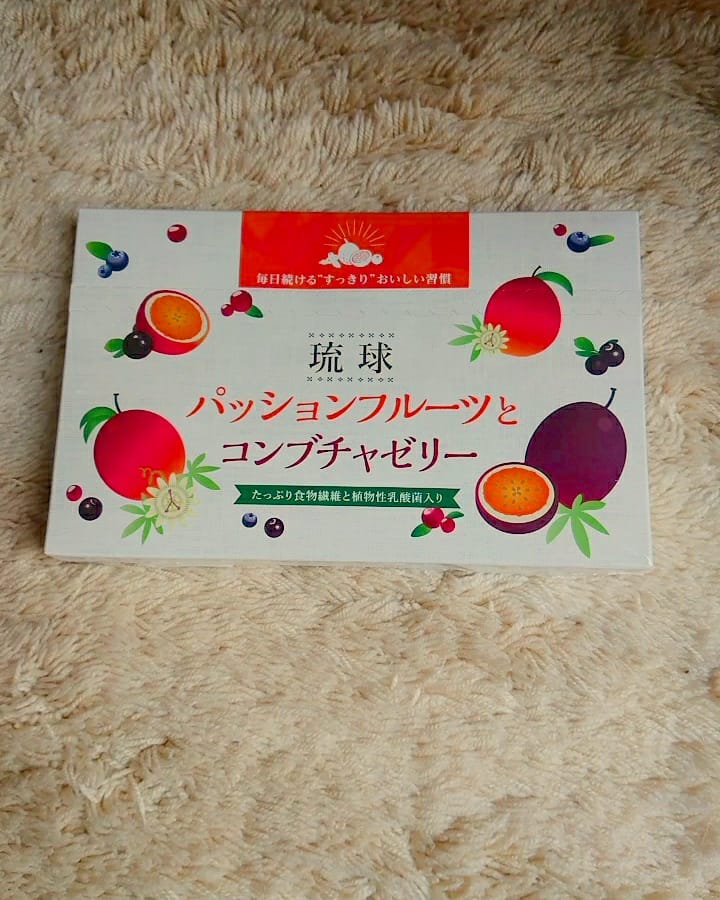 毎日続ける"すっきり"おいしい習慣
琉球
パッションフルーツと
コンブチャゼリー
たっぷり食物繊維と植物性乳酸菌入り